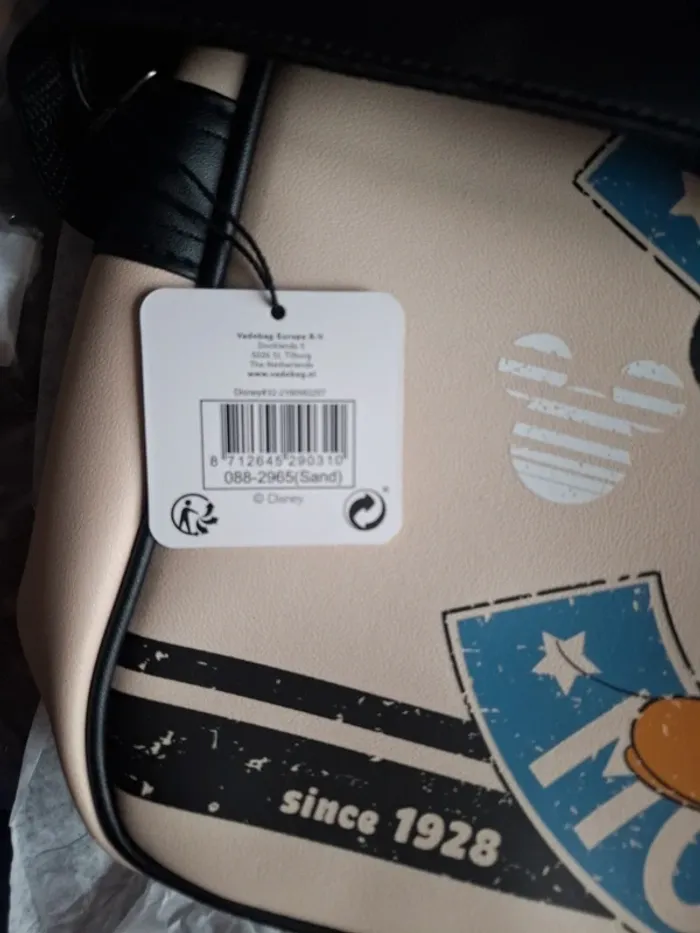 Vadobag Europe B.V.
5026 SL Tilburg
The Netherlands
www.vadobag.nl
8 712645 290310
088-2965(Sand)
© Disney
since 1928
MO